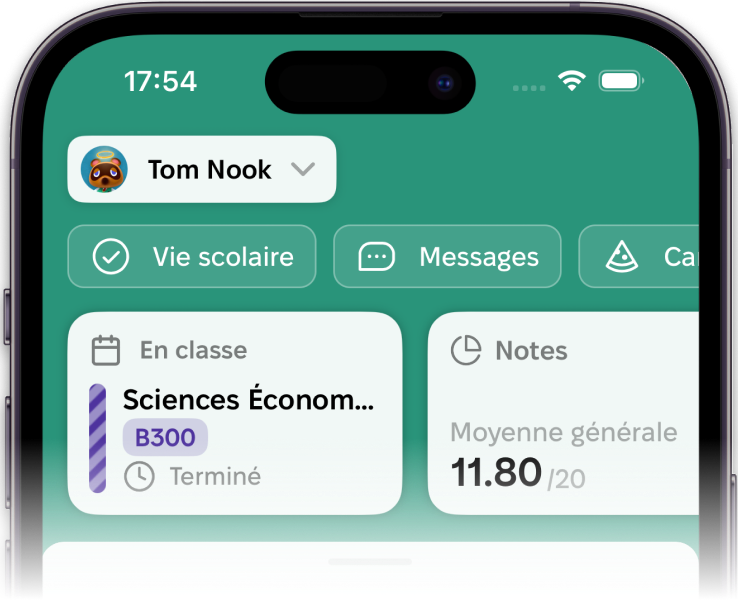 17:54
Tom Nook
Vie scolaire
Messages
Ca
En classe
Notes
Sciences Économ...
B300
Terminé
Moyenne générale
11.80 /20